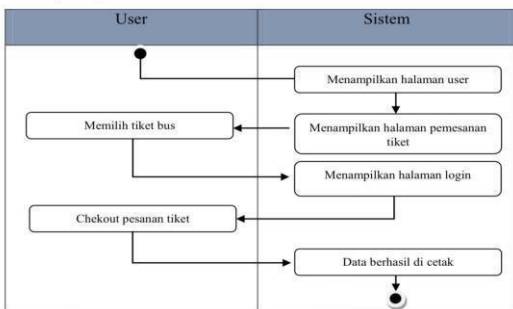 User
Sistem
Menampilkan halaman user
Memilih tiket bus
Menampilkan halaman pemesanan
tiket
Menampilkan halaman login
Chekout pesanan tiket
Data berhasil di cetak